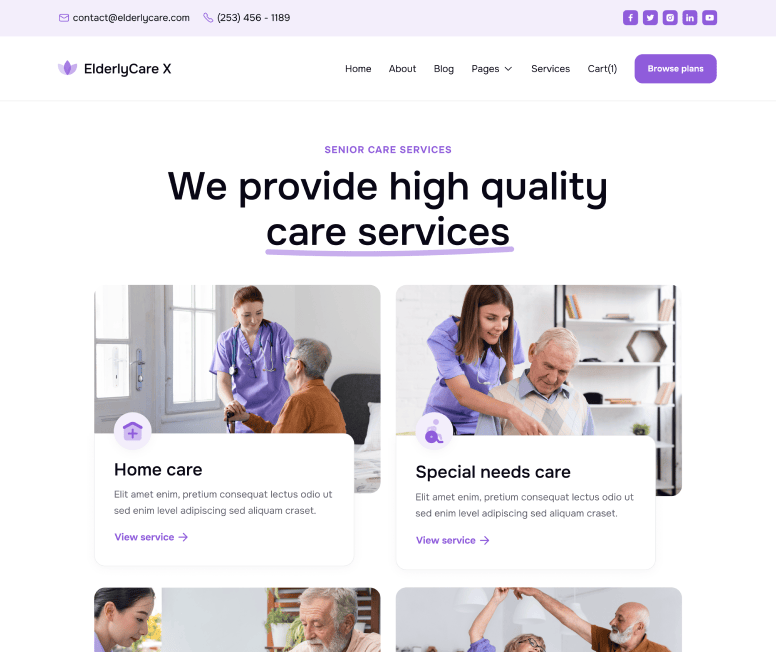 contact@elderlycare.com (253) 456 - 1189
ElderlyCare X Home About Blog Pages Services Cart(1) Browse plans
SENIOR CARE SERVICES
We provide high quality
care services
Home care
Elit amet enim, pretium consequat lectus odio ut
sed enim level adipiscing sed aliquam craset.
View service
Special needs care
Elit amet enim, pretium consequat lectus odio ut
sed enim level adipiscing sed aliquam craset.
View service